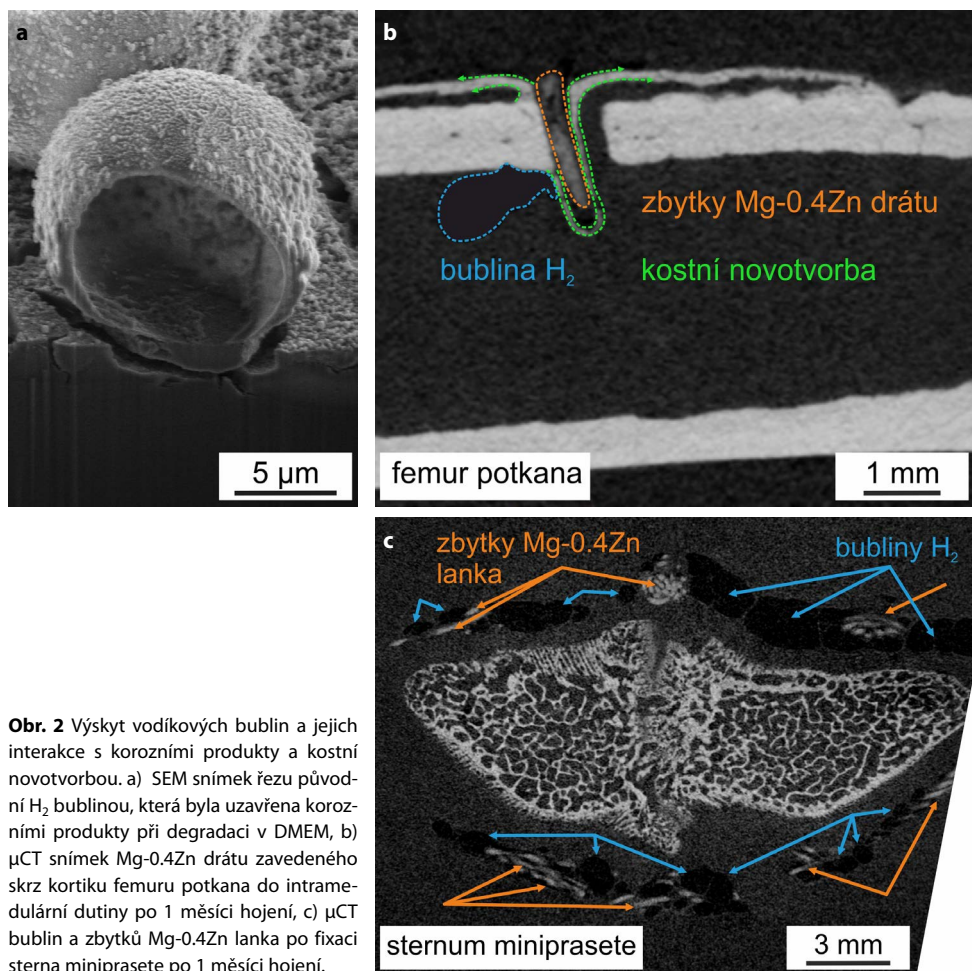 a
5 µm
b
zbytky Mg-0.4Zn drátu
bublina H₂
kostní novotvorba
femur potkana
1 mm
c
zbytky Mg-0.4Zn
lanka
bubliny H₂
sternum miniprasete
3 mm
Obr. 2 Výskyt vodíkových bublin a jejich
interakce s korozními produkty a kostní
novotvorbou. a) SEM snímek řezu původ-
ní H₂ bublinou, která byla uzavřena koroz-
ními produkty při degradaci v DMEM, b)
µCT snímek Mg-0.4Zn drátu zavedeného
skrz kortiku femuru potkana do intrame-
dulární dutiny po 1 měsíci hojení, c) µCT
bublin a zbytků Mg-0.4Zn lanka po fixaci
sterna miniprasete po 1 měsíci hojení.